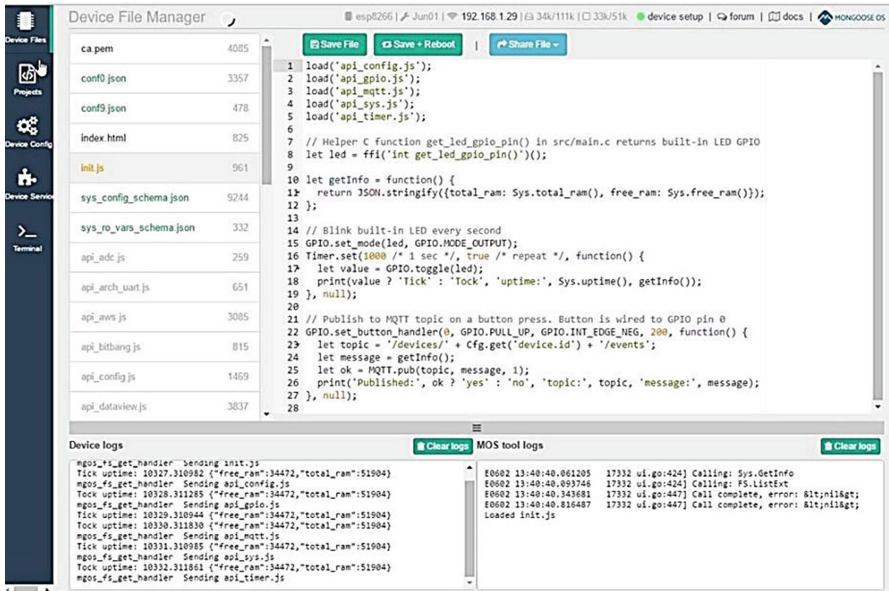 Device File Manager
esp8266 | Jun01 | 192.168.1.29 | 34k/111k | 33k/51k device setup | forum | docs | MONGOOSE OS
Device Files
Projects
Device Config
Device Servic
Terminal
ca.pem 4085
conf0.json 3357
conf9.json 478
index.html 825
init.js 961
sys_config_schema.json 9244
sys_ro_vars_schema.json 332
api_adc.js 259
api_arch_uart.js 651
api_aws.js 3085
api_bitbang.js 815
api_config.js 1469
api_dataview.js 3837
Save File Save + Reboot | Share File
1 load('api_config.js');
2 load('api_gpio.js');
3 load('api_mqtt.js');
4 load('api_sys.js');
5 load('api_timer.js');
6
7 // Helper C function get_led_gpio_pin() in src/main.c returns built-in LED GPIO
8 let led = ffi('int get_led_gpio_pin()')();
9
10 let getInfo = function() {
11 return JSON.stringify({total_ram: Sys.total_ram(), free_ram: Sys.free_ram()});
12 };
13
14 // Blink built-in LED every second
15 GPIO.set_mode(led, GPIO.MODE_OUTPUT);
16 Timer.set(1000 /* 1 sec */, true /* repeat */, function() {
17 let value = GPIO.toggle(led);
18 print(value ? 'Tick' : 'Tock', 'uptime:', Sys.uptime(), getInfo());
19 }, null);
20
21 // Publish to MQTT topic on a button press. Button is wired to GPIO pin 0
22 GPIO.set_button_handler(0, GPIO.PULL_UP, GPIO.INT_EDGE_NEG, 200, function() {
23 let topic = '/devices/' + Cfg.get('device.id') + '/events';
24 let message = getInfo();
25 let ok = MQTT.pub(topic, message, 1);
26 print('Published:', ok ? 'yes' : 'no', 'topic:', topic, 'message:', message);
27 }, null);
28
Device logs Clear logs
mgos_fs_get_handler Sending init.js
Tick uptime: 10327.310982 {"free_ram":34472,"total_ram":51904}
mgos_fs_get_handler Sending api_config.js
Tock uptime: 10328.311285 {"free_ram":34472,"total_ram":51904}
mgos_fs_get_handler Sending api_gpio.js
Tick uptime: 10329.310944 {"free_ram":34472,"total_ram":51904}
Tock uptime: 10330.311830 {"free_ram":34472,"total_ram":51904}
mgos_fs_get_handler Sending api_mqtt.js
Tick uptime: 10331.310985 {"free_ram":34472,"total_ram":51904}
mgos_fs_get_handler Sending api_sys.js
Tock uptime: 10332.311861 {"free_ram":34472,"total_ram":51904}
mgos_fs_get_handler Sending api_timer.js
MOS tool logs Clear logs
E0602 13:40:40.061205 17332 ui.go:424] Calling: Sys.GetInfo
E0602 13:40:40.093746 17332 ui.go:424] Calling: FS.ListExt
E0602 13:40:40.343681 17332 ui.go:447] Call complete, error: &lt;nil&gt;
E0602 13:40:40.816487 17332 ui.go:447] Call complete, error: &lt;nil&gt;
Loaded init.js